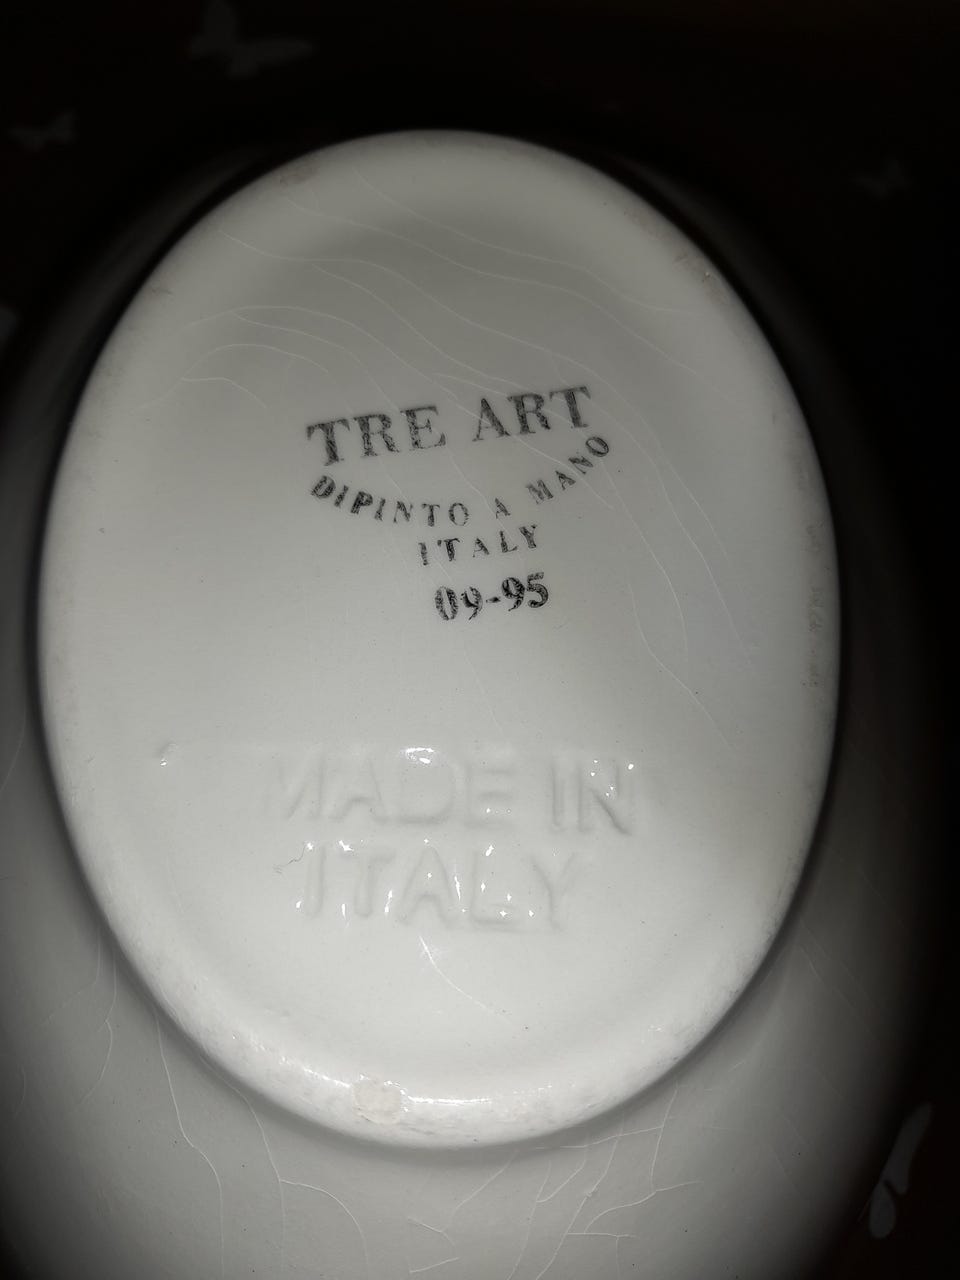 TRE ART
DIPINTO A MANO
ITALY
09-95
MADE IN
ITALY